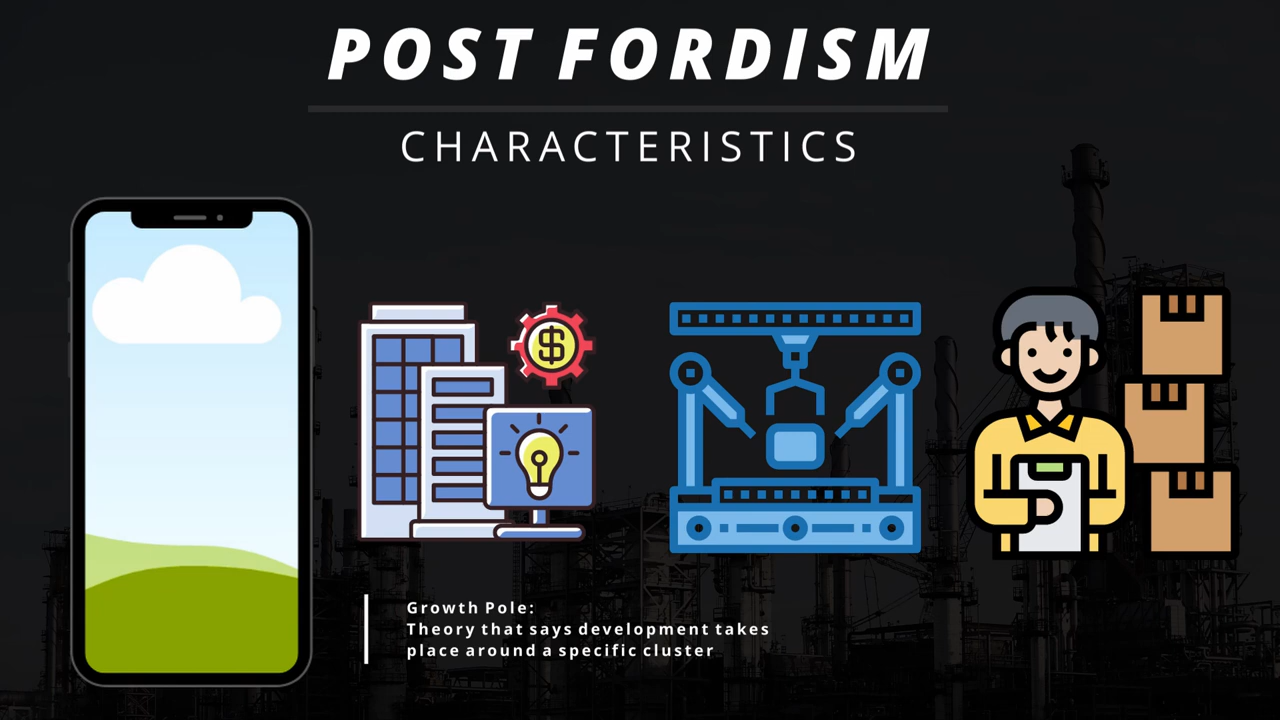 POST FORDISM
CHARACTERISTICS
$
Growth Pole:
Theory that says development takes
place around a specific cluster